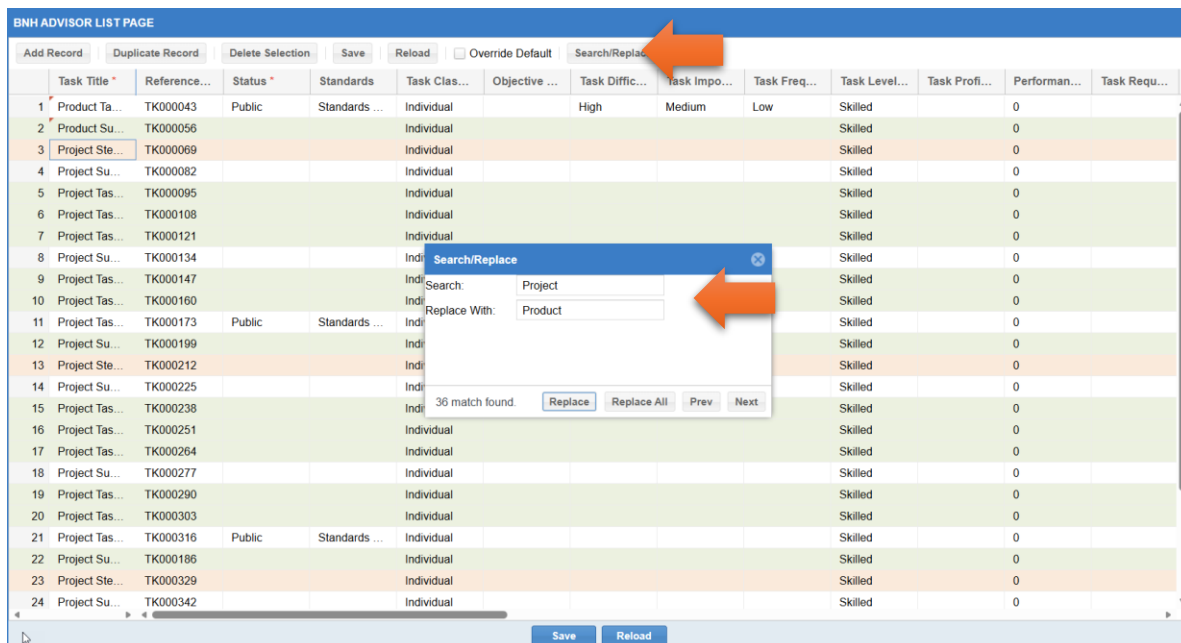 BNH ADVISOR LIST PAGE
Add Record Duplicate Record Delete Selection Save Reload Override Default Search/Replac
Task Title * Reference... Status * Standards Task Clas... Objective ... Task Diffic... Task Impo... Task Freq... Task Level... Task Profi... Performan... Task Requ...
1 Product Ta... TK000043 Public Standards ... Individual High Medium Low Skilled 0
2 Product Su... TK000056 Individual Skilled 0
3 Project Ste... TK000069 Individual Skilled 0
4 Project Su... TK000082 Individual Skilled 0
5 Project Tas... TK000095 Individual Skilled 0
6 Project Tas... TK000108 Individual Skilled 0
7 Project Tas... TK000121 Individual Skilled 0
8 Project Su... TK000134 Indi Skilled 0
9 Project Tas... TK000147 Indi Skilled 0
10 Project Tas... TK000160 Indi Skilled 0
11 Project Tas... TK000173 Public Standards ... Indi Skilled 0
12 Project Su... TK000199 Indi Skilled 0
13 Project Ste... TK000212 Indi Skilled 0
14 Project Su... TK000225 Indi Skilled 0
15 Project Tas... TK000238 Indi Skilled 0
16 Project Tas... TK000251 Individual Skilled 0
17 Project Tas... TK000264 Individual Skilled 0
18 Project Su... TK000277 Individual Skilled 0
19 Project Tas... TK000290 Individual Skilled 0
20 Project Tas... TK000303 Individual Skilled 0
21 Project Tas... TK000316 Public Standards ... Individual Skilled 0
22 Project Su... TK000186 Individual Skilled 0
23 Project Ste... TK000329 Individual Skilled 0
24 Project Su... TK000342 Individual Skilled 0
Search/Replace
Search: Project
Replace With: Product
36 match found. Replace Replace All Prev Next
Save Reload